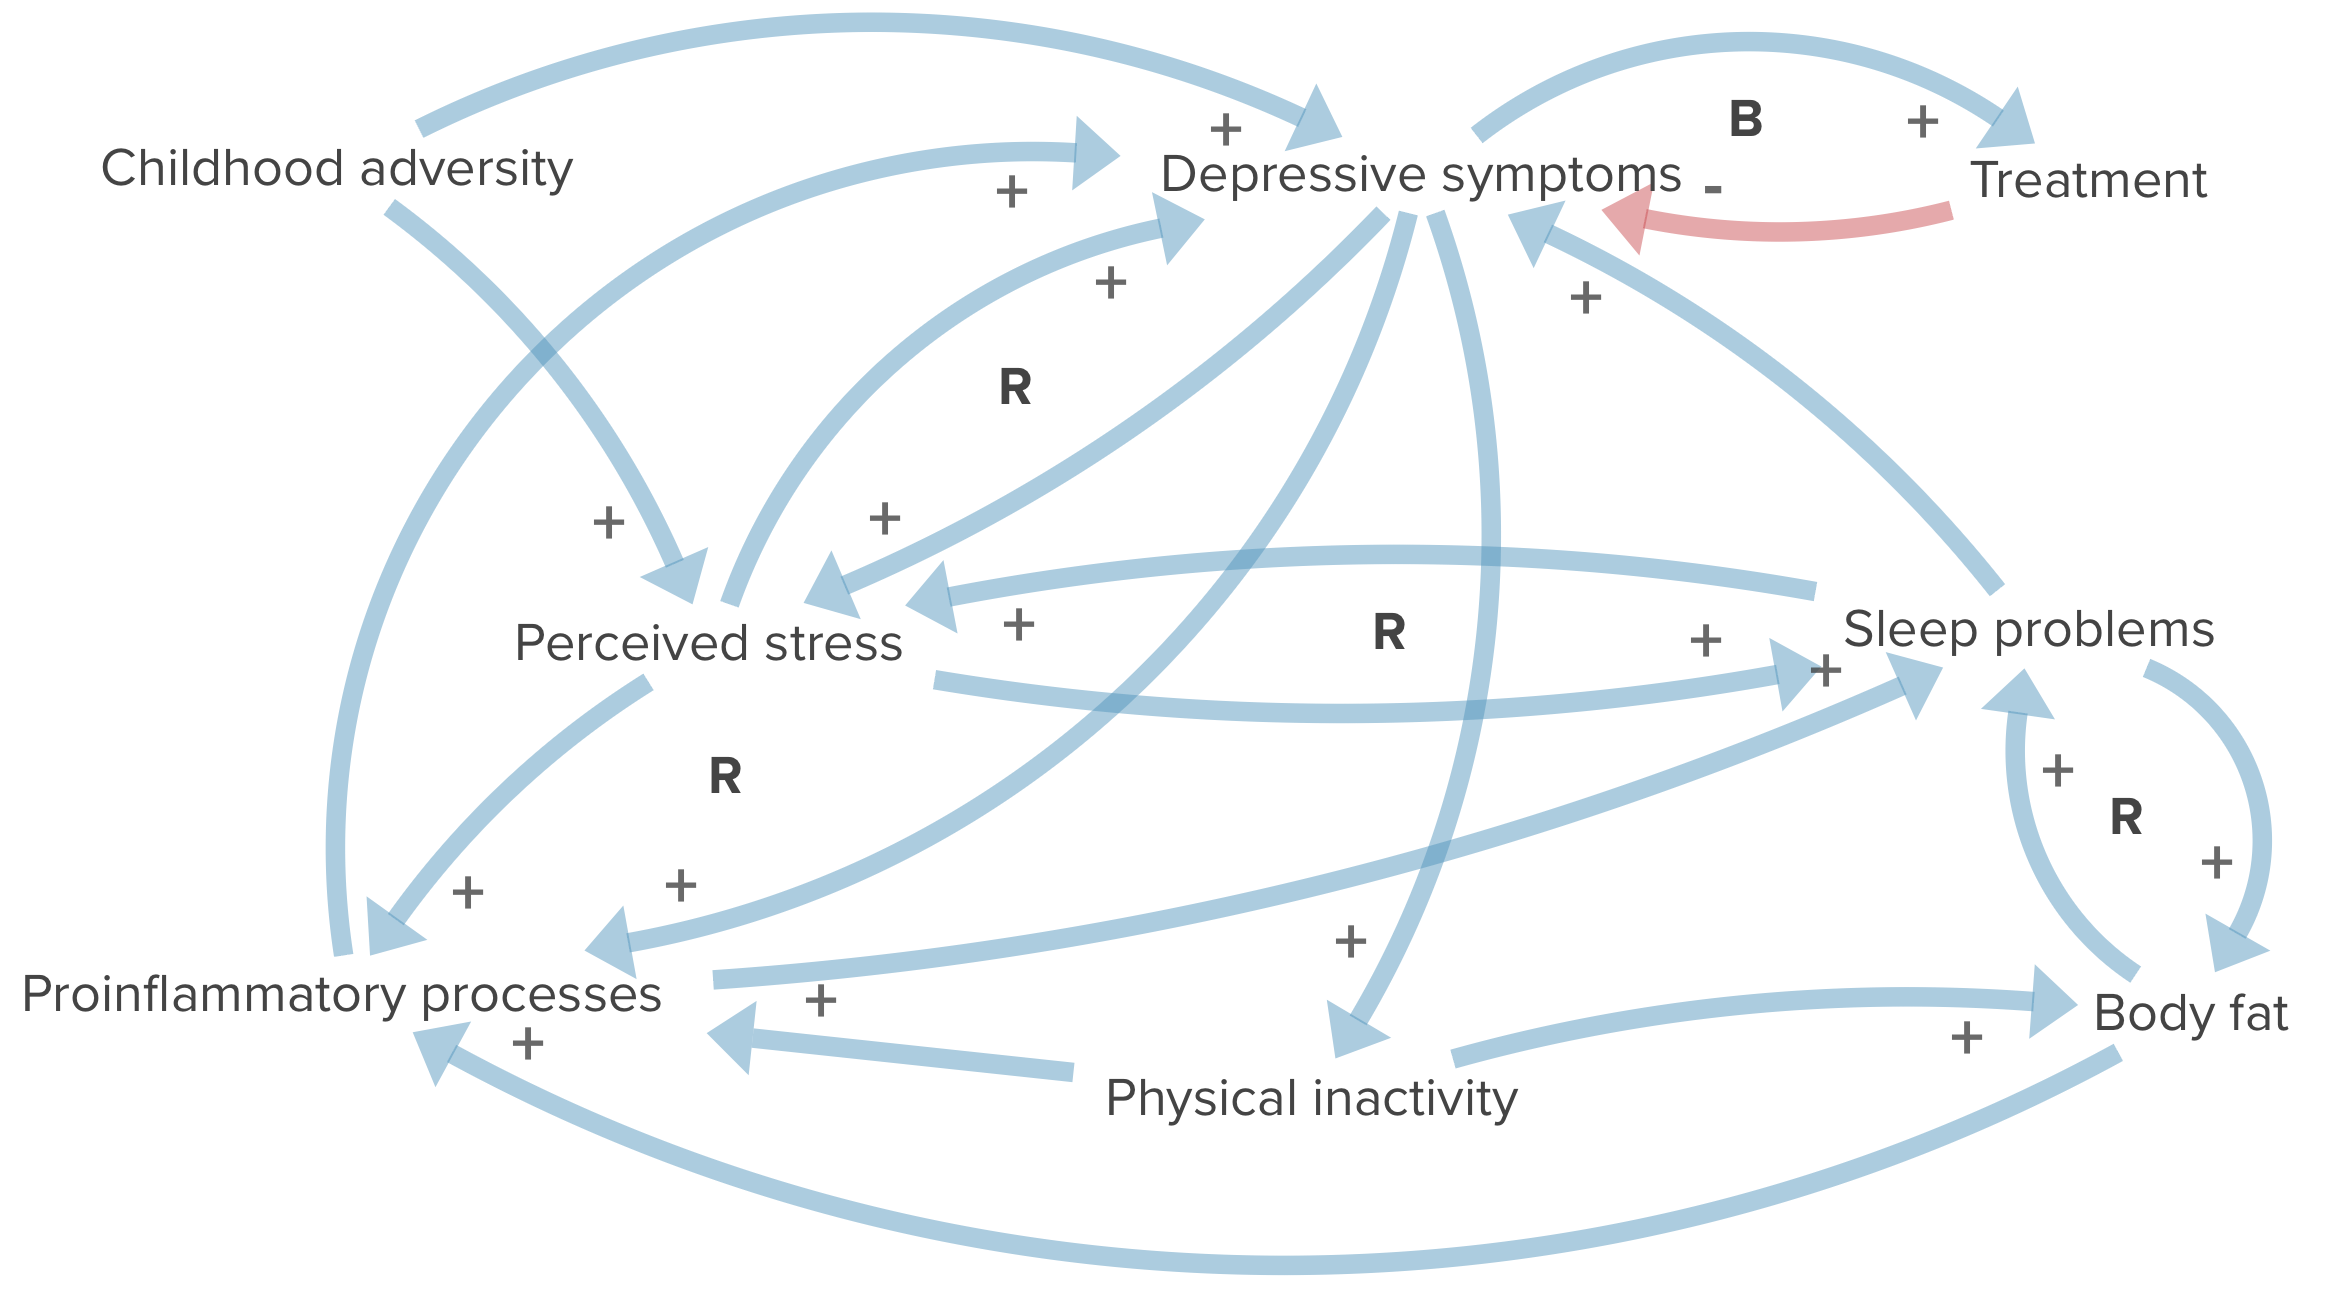 +
B
+
Childhood adversity
Depressive symptoms
-
Treatment
+
+
+
R
+
+
Perceived stress
+
R
+
Sleep problems
+
R
+
R
+
+
+
+
Proinflammatory processes
+
Body fat
+
+
Physical inactivity